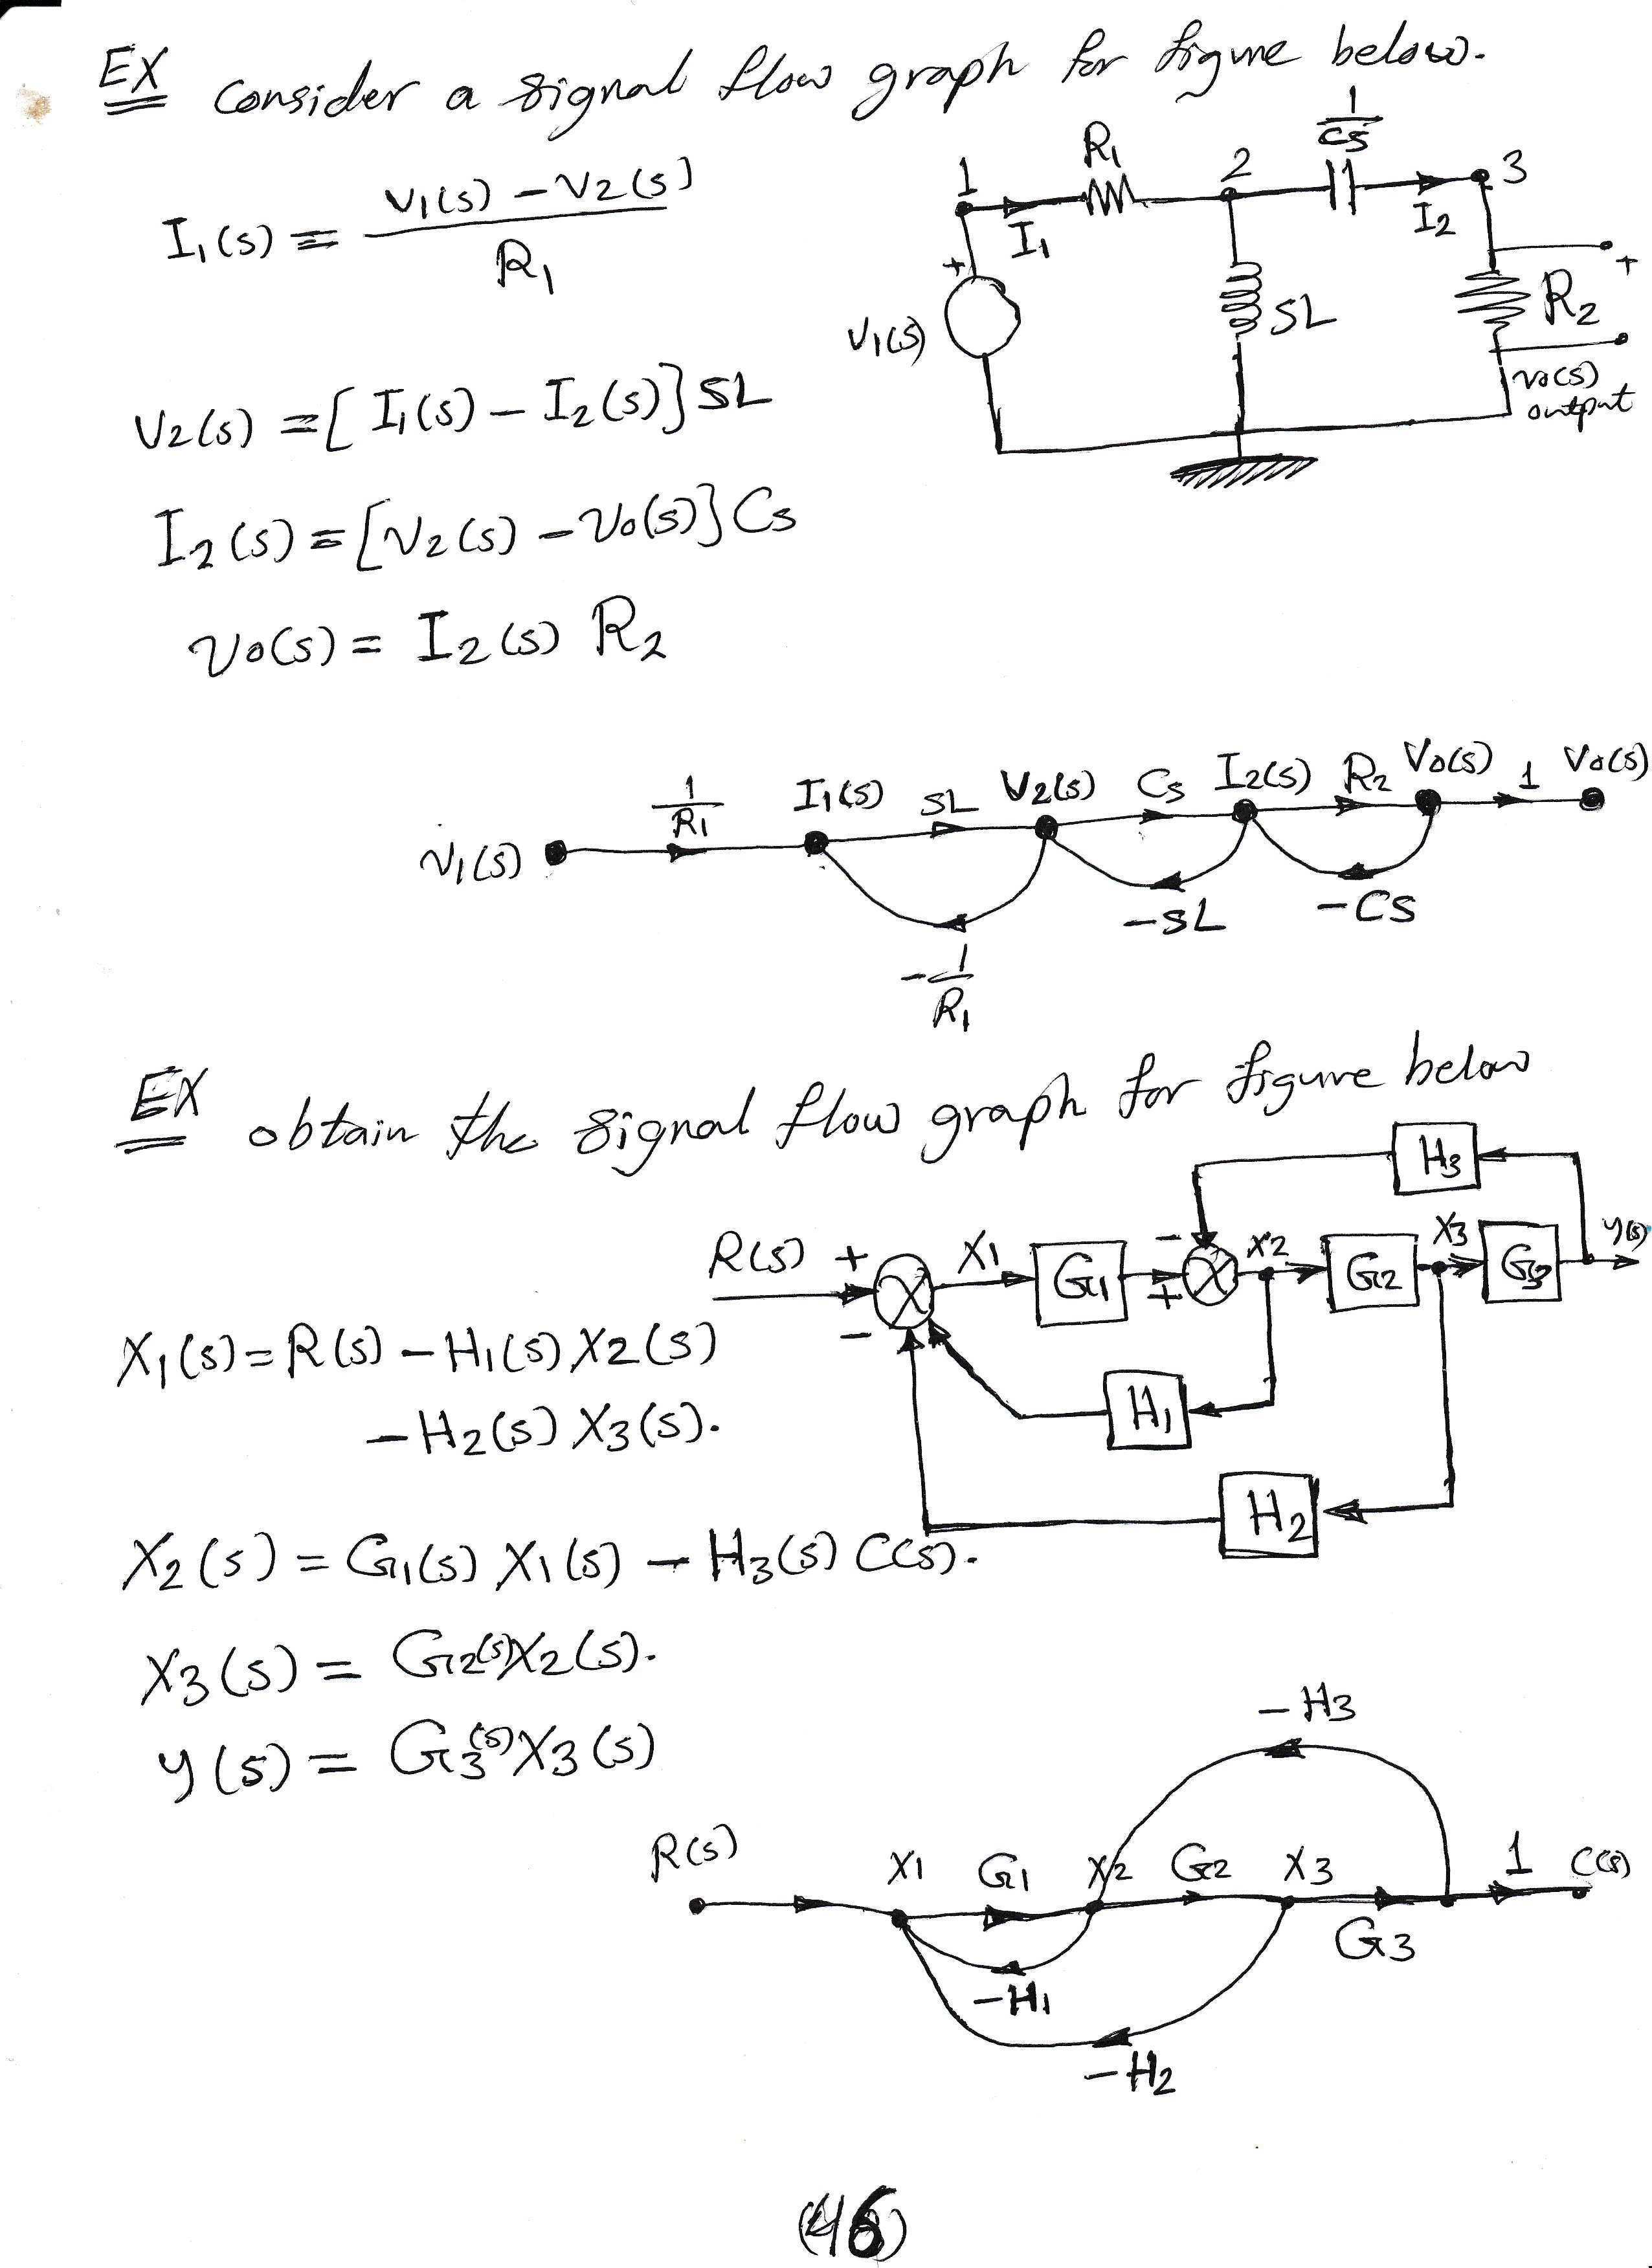 EX consider a signal flow graph for figure below.
I1(s) = V1(s) - V2(s) / R1
1 R1 2 1/Cs 3
I1 I2
+ V1(s) SL R2 +
vo(s)
output
V2(s) = [I1(s) - I2(s)] SL
I2(s) = [V2(s) - Vo(s)] Cs
Vo(s) = I2(s) R2
V1(s) 1/R1 I1(s) SL V2(s) Cs I2(s) R2 Vo(s) 1 Vo(s)
-1/R1 -SL -CS
EX obtain the signal flow graph for figure below
H3
R(s) + X1 G1 - + X2 G2 X3 G3 y(s)
-
H1
H2
X1(s) = R(s) - H1(s) X2(s)
- H2(s) X3(s).
X2(s) = G1(s) X1(s) - H3(s) C(s).
X3(s) = G2(s) X2(s).
y(s) = G3(s) X3(s)
-H3
R(s) X1 G1 X2 G2 X3 1 C(s)
G3
-H1
-H2
(46)